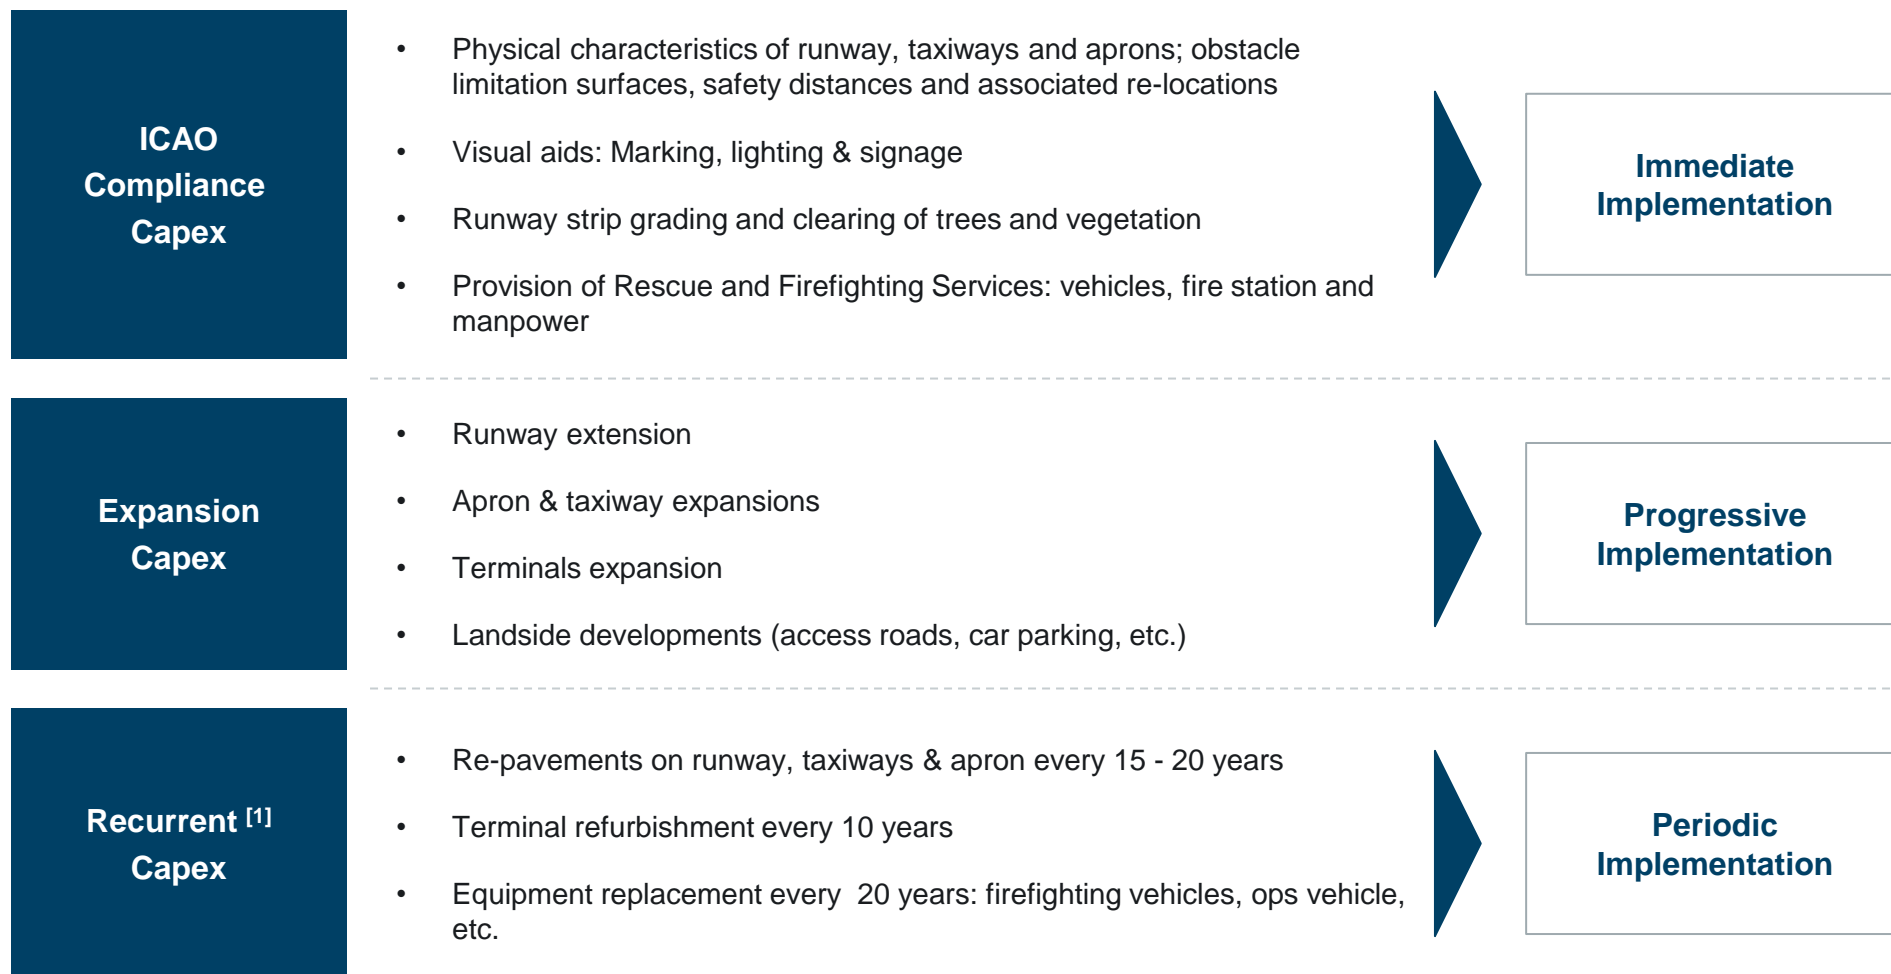 ICAO
Compliance
Capex
• Physical characteristics of runway, taxiways and aprons; obstacle
limitation surfaces, safety distances and associated re-locations
• Visual aids: Marking, lighting & signage
• Runway strip grading and clearing of trees and vegetation
• Provision of Rescue and Firefighting Services: vehicles, fire station and
manpower
Immediate
Implementation
Expansion
Capex
• Runway extension
• Apron & taxiway expansions
• Terminals expansion
• Landside developments (access roads, car parking, etc.)
Progressive
Implementation
Recurrent [1]
Capex
• Re-pavements on runway, taxiways & apron every 15 - 20 years
• Terminal refurbishment every 10 years
• Equipment replacement every  20 years: firefighting vehicles, ops vehicle,
etc.
Periodic
Implementation